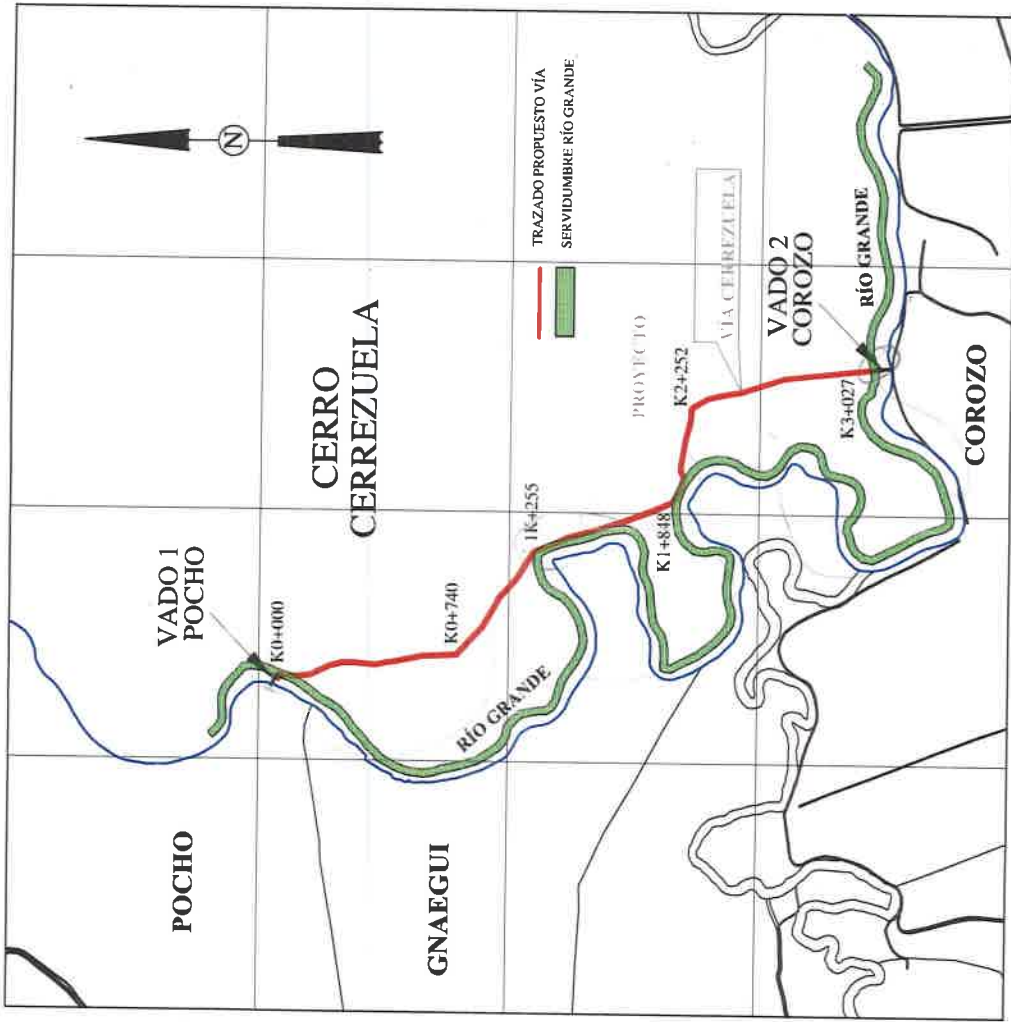 N
TRAZADO PROPUESTO VÍA
SERVIDUMBRE RÍO GRANDE
CERRO
CERREZUELA
VADO 1
POCHO
K0+000
POCHO
K0+740
1K+255
GNAEGUI
RÍO GRANDE
K1+848
PROYECTO
VÍA CERREZUELA
K2+252
VADO 2
COROZO
RÍO GRANDE
K3+027
COROZO